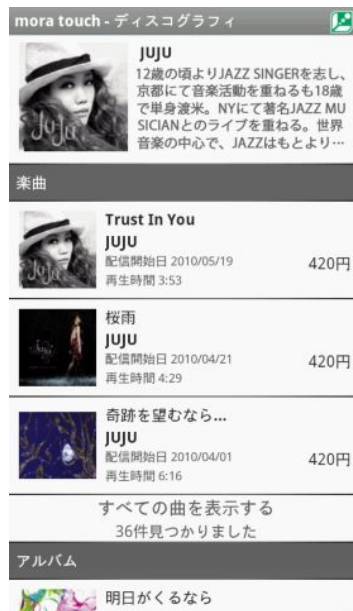 mora touch - ディスコグラフィ
JUJU
12歳の頃よりJAZZ SINGERを志し、
京都にて音楽活動を重ねるも18歳
で単身渡米。NYにて著名JAZZ MU
SICIANとのライブを重ねる。世界
音楽の中心で、JAZZはもとより…
JuJu
楽曲
Trust In You
JUJU
配信開始日 2010/05/19
再生時間 3:53
420円
JuJu
桜雨
JUJU
配信開始日 2010/04/21
再生時間 4:29
420円
奇跡を望むなら...
JUJU
配信開始日 2010/04/01
再生時間 6:16
420円
すべての曲を表示する
36件見つかりました
アルバム
明日がくるなら